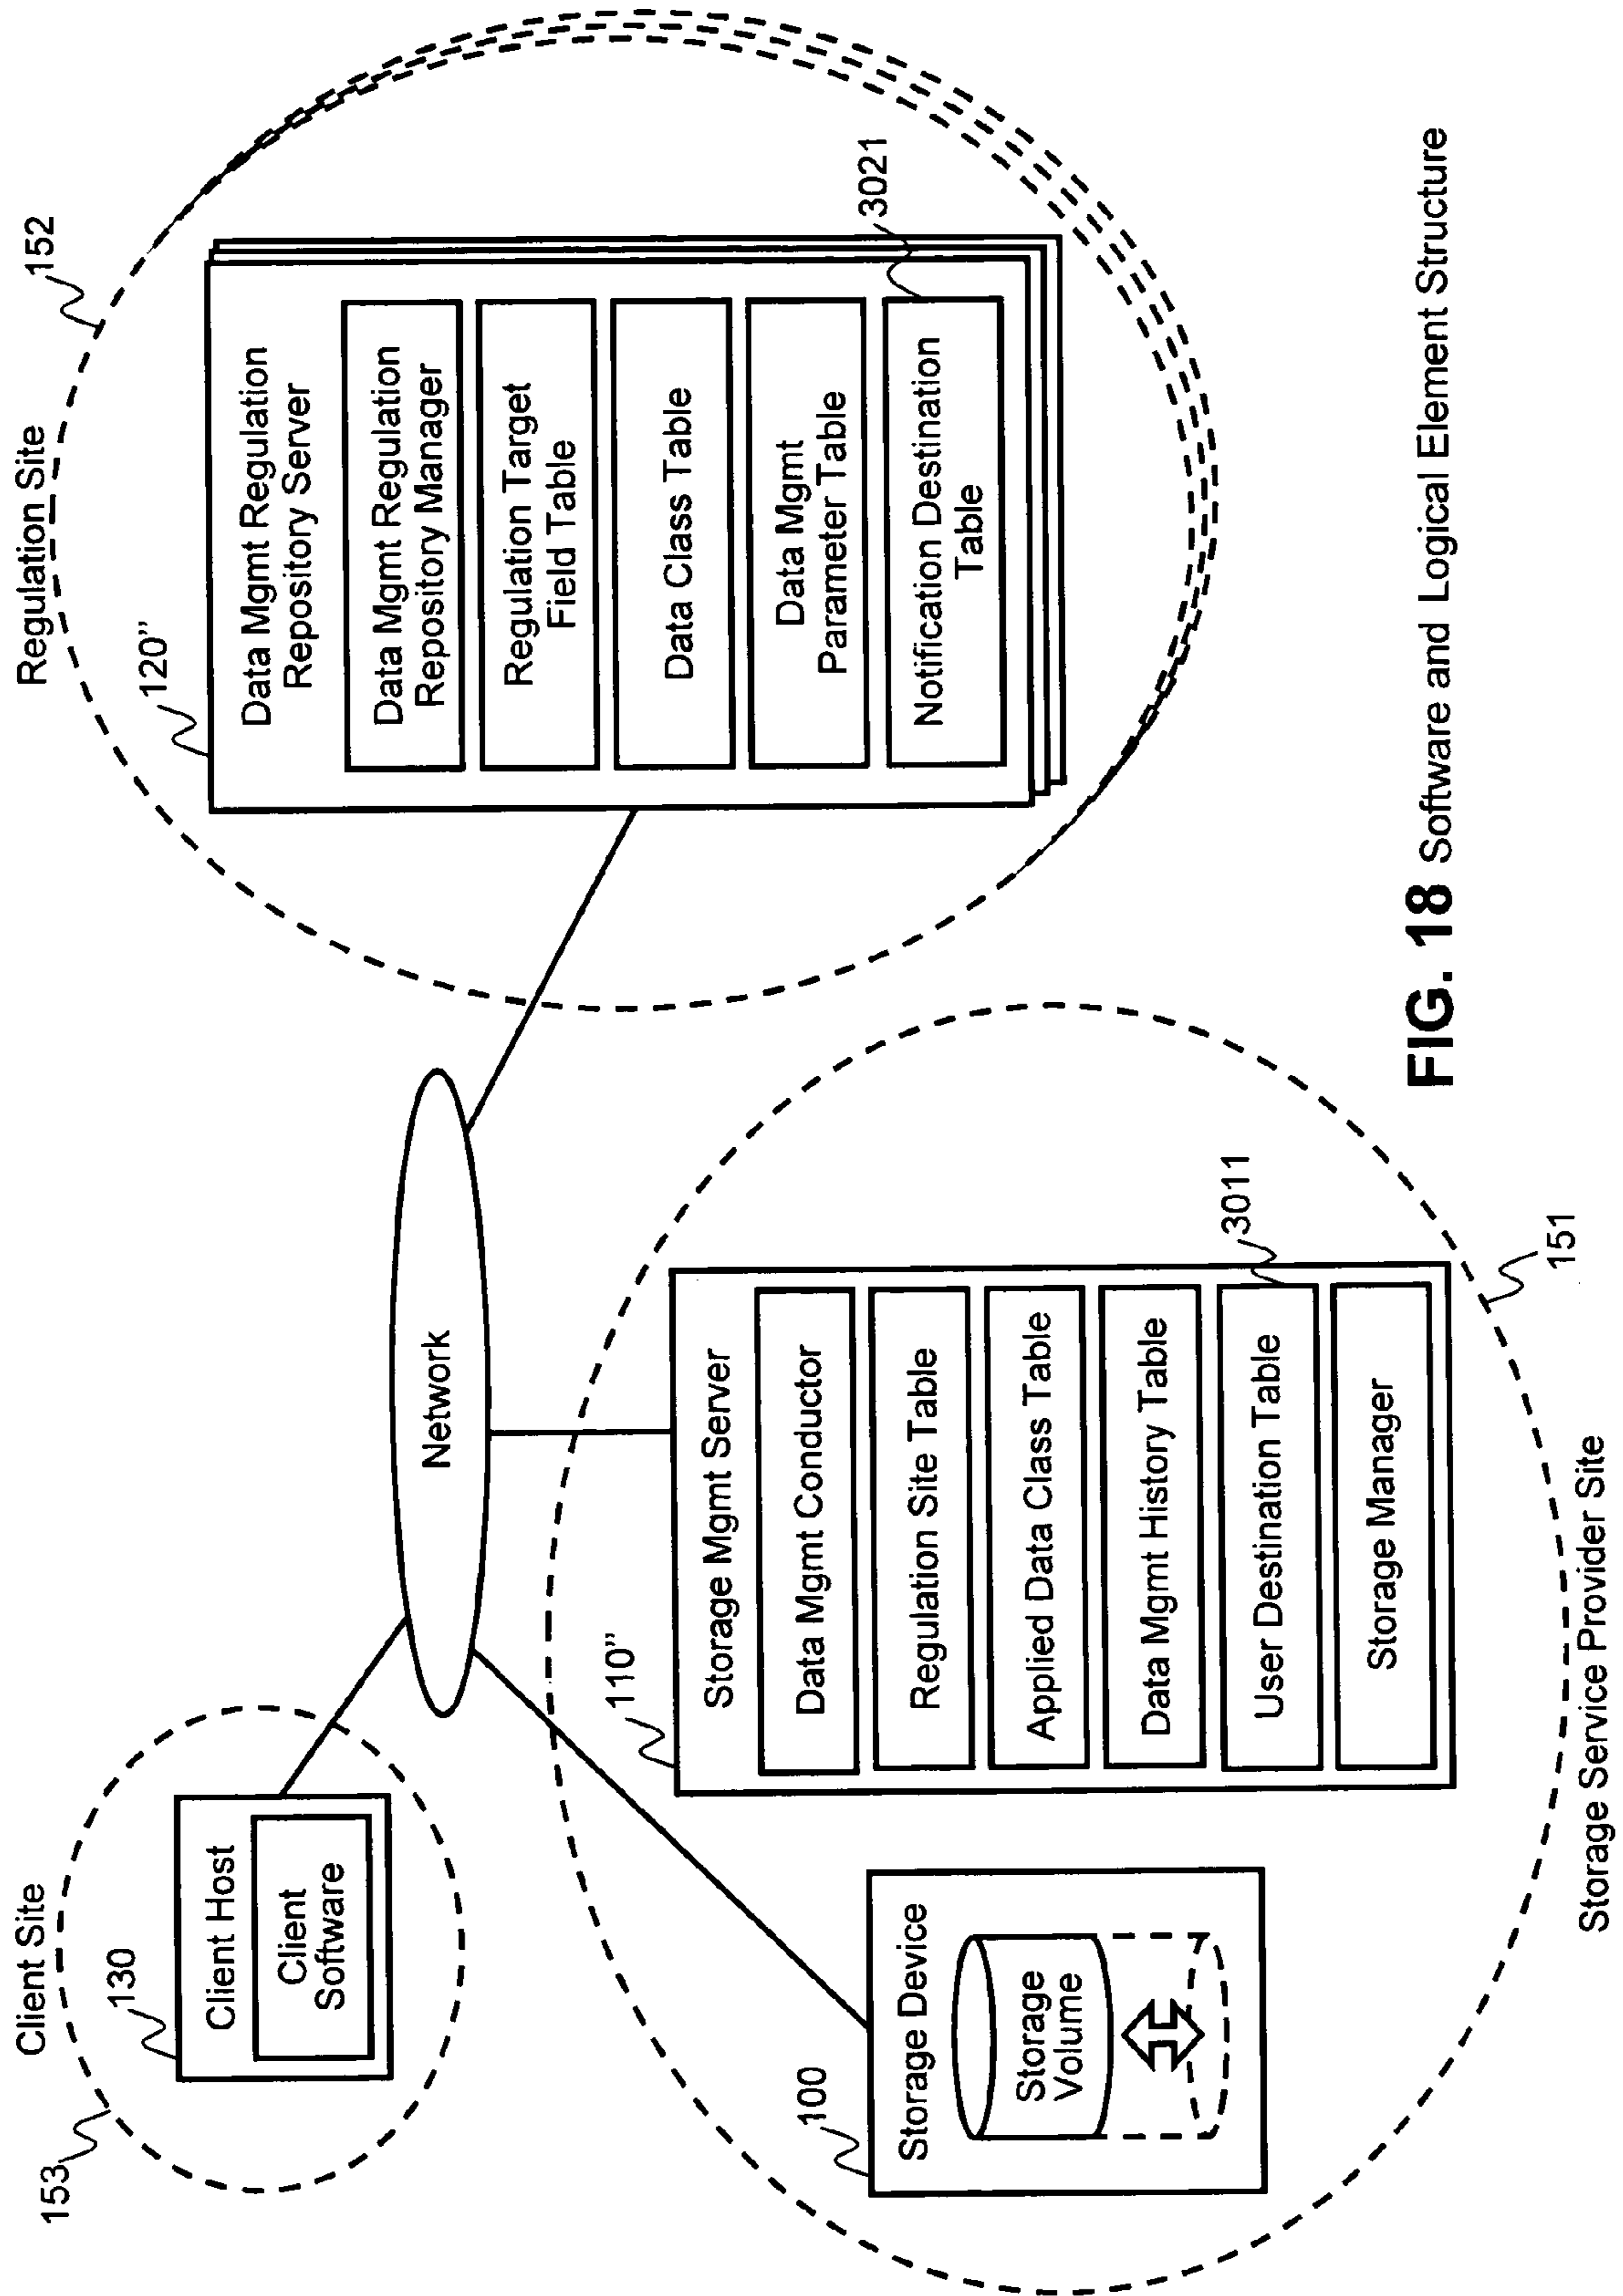 Client Site
153
130
Client Host
Client
Software
Network
Regulation Site
152
120”
Data Mgmt Regulation
Repository Server
Data Mgmt Regulation
Repository Manager
Regulation Target
Field Table
Data Class Table
Data Mgmt
Parameter Table
3021
Notification Destination
Table
100
Storage Device
Storage
Volume
110”
Storage Mgmt Server
Data Mgmt Conductor
Regulation Site Table
Applied Data Class Table
Data Mgmt History Table
3011
User Destination Table
Storage Manager
151
Storage Service Provider Site
FIG. 18 Software and Logical Element Structure